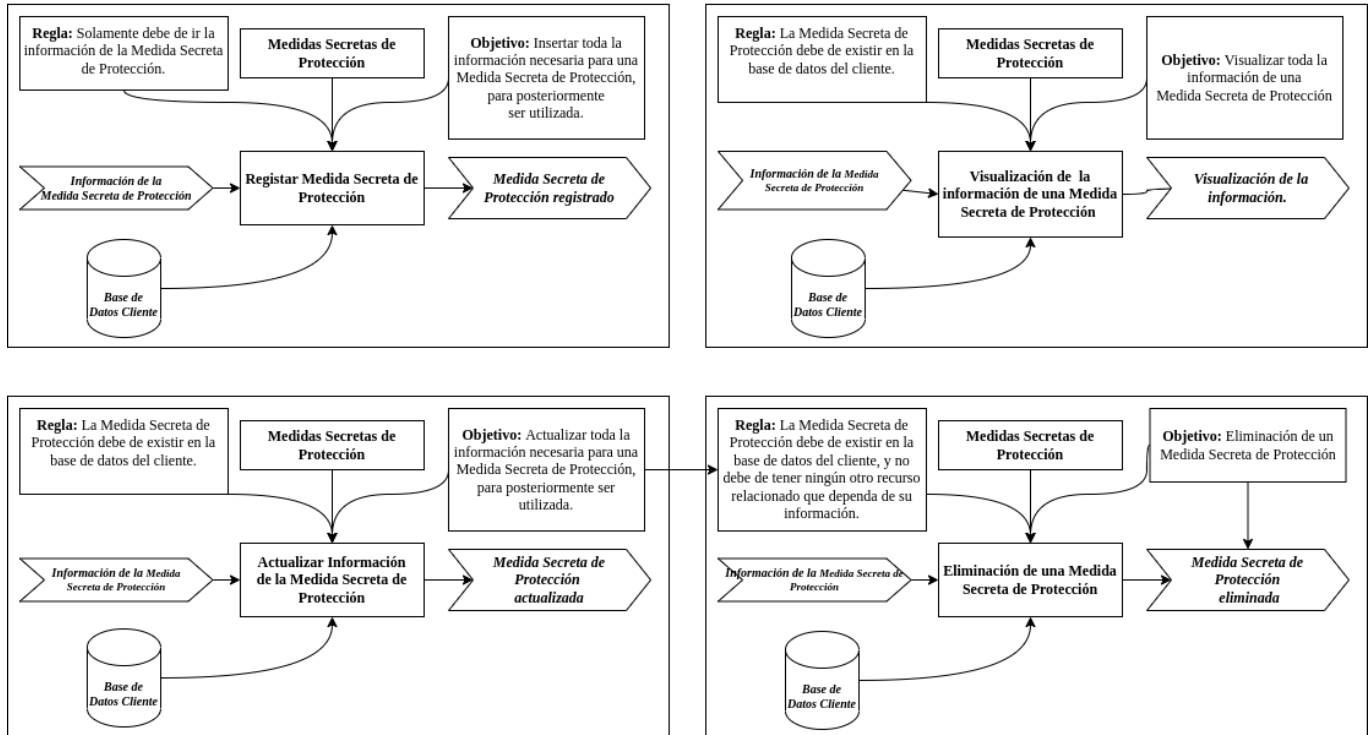 Regla: Solamente debe de ir la
información de la Medida Secreta
de Protección.
Medidas Secretas de
Protección
Objetivo: Insertar toda la
información necesaria para una
Medida Secreta de Protección,
para posteriormente
ser utilizada.
Información de la
Medida Secreta de Protección
Registar Medida Secreta de
Protección
Medida Secreta de
Protección registrado
Base de
Datos Cliente
Regla: La Medida Secreta de
Protección debe de existir en la
base de datos del cliente.
Medidas Secretas de
Protección
Objetivo: Visualizar toda la
información de una
Medida Secreta de Protección
Información de la Medida
Secreta de Protección
Visualización de la
información de una Medida
Secreta de Protección
Visualización de la
información.
Base de
Datos Cliente
Regla: La Medida Secreta de
Protección debe de existir en la
base de datos del cliente.
Medidas Secretas de
Protección
Objetivo: Actualizar toda la
información necesaria para una
Medida Secreta de Protección,
para posteriormente ser
utilizada.
Información de la Medida
Secreta de Protección
Actualizar Información
de la Medida Secreta de
Protección
Medida Secreta de
Protección
actualizada
Base de
Datos Cliente
Regla: La Medida Secreta de
Protección debe de existir en la
base de datos del cliente, y no
debe de tener ningún otro recurso
relacionado que dependa de su
información.
Medidas Secretas de
Protección
Objetivo: Eliminación de un
Medida Secreta de Protección
Información de la Medida Secreta de
Protección
Eliminación de una Medida
Secreta de Protección
Medida Secreta de
Protección
eliminada
Base de
Datos Cliente